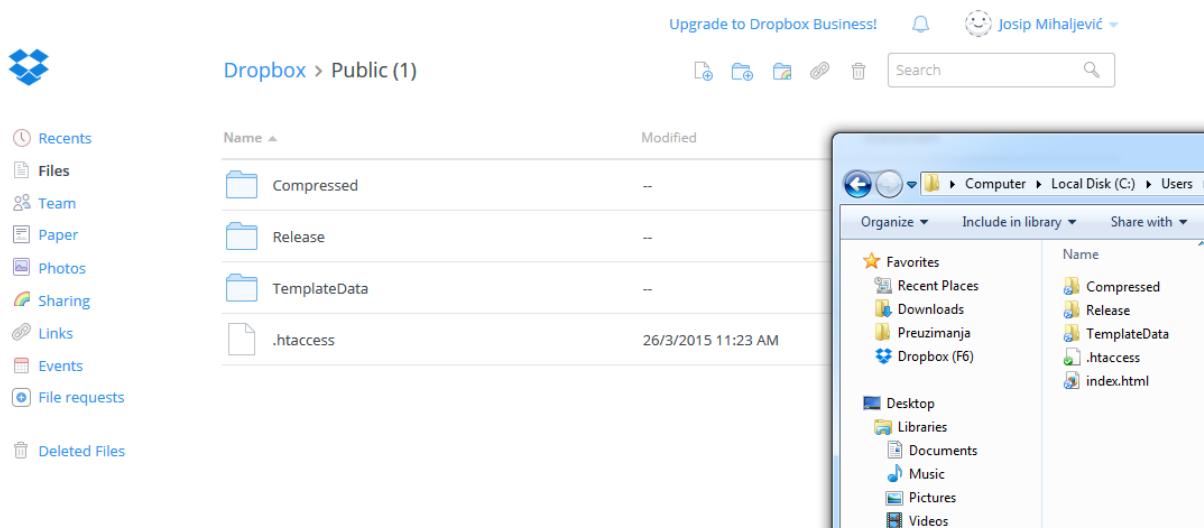 Upgrade to Dropbox Business!
Josip Mihaljević
Dropbox > Public (1)
Search
Recents
Files
Team
Paper
Photos
Sharing
Links
Events
File requests
Deleted Files
Name Modified
Compressed --
Release --
TemplateData --
.htaccess 26/3/2015 11:23 AM
Computer Local Disk (C:) Users
Organize Include in library Share with
Favorites
Recent Places
Downloads
Preuzimanja
Dropbox (F6)
Desktop
Libraries
Documents
Music
Pictures
Videos
Name
Compressed
Release
TemplateData
.htaccess
index.html